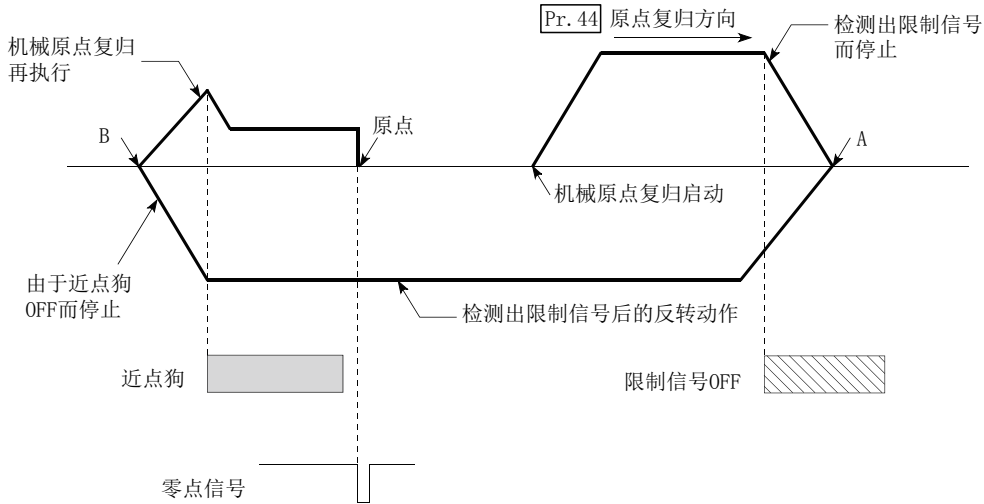 Pr. 44 原点复归方向
检测出限制信号
而停止
机械原点复归
再执行
B
原点
A
机械原点复归启动
由于近点狗
OFF而停止
检测出限制信号后的反转动作
近点狗
限制信号OFF
零点信号